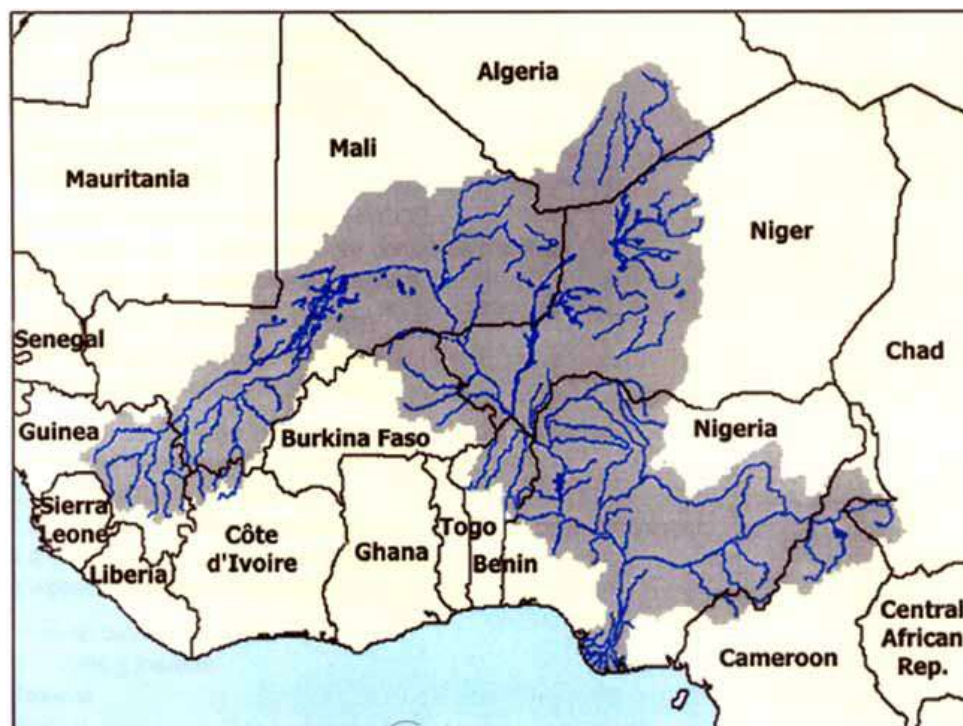 Algeria
Mali
Mauritania
Niger
Senegal
Chad
Guinea
Burkina Faso
Nigeria
Sierra
Leone
Côte
d'Ivoire
Ghana
Togo
Benin
Liberia
Central
African
Rep.
Cameroon